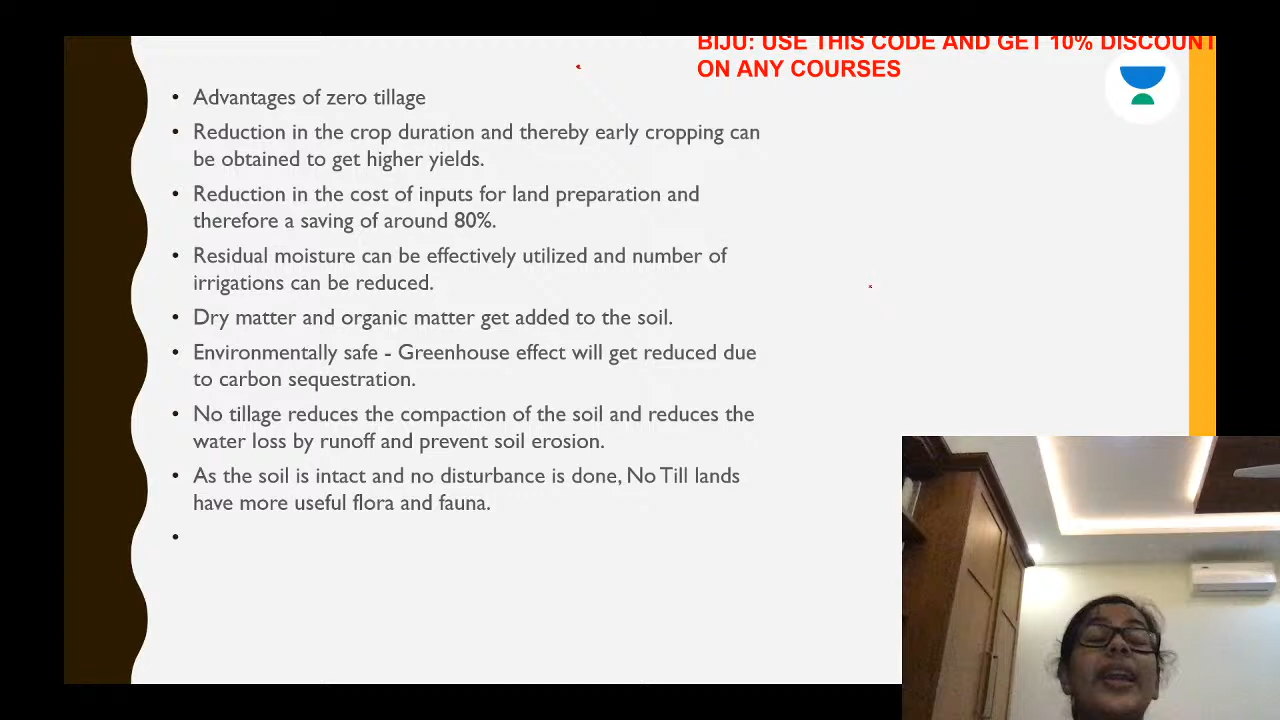 BIJU: USE THIS CODE AND GET 10% DISCOUNT
ON ANY COURSES
• Advantages of zero tillage
• Reduction in the crop duration and thereby early cropping can
be obtained to get higher yields.
• Reduction in the cost of inputs for land preparation and
therefore a saving of around 80%.
• Residual moisture can be effectively utilized and number of
irrigations can be reduced.
• Dry matter and organic matter get added to the soil.
• Environmentally safe - Greenhouse effect will get reduced due
to carbon sequestration.
• No tillage reduces the compaction of the soil and reduces the
water loss by runoff and prevent soil erosion.
• As the soil is intact and no disturbance is done, No Till lands
have more useful flora and fauna.
•